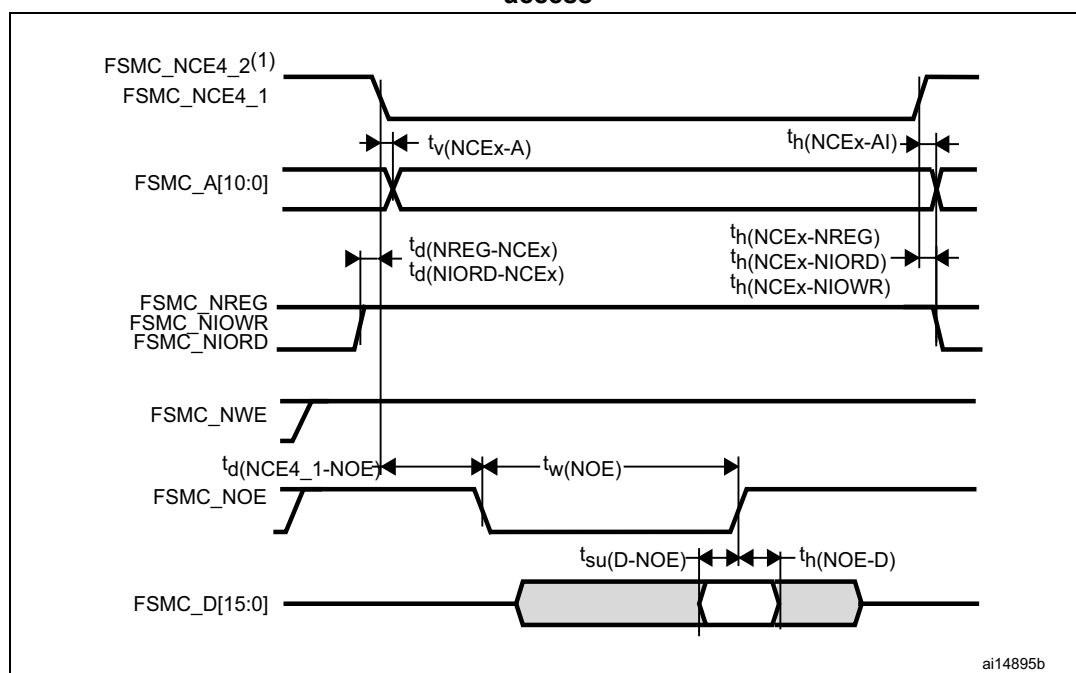 access
FSMC_NCE4_2(1)
FSMC_NCE4_1
tv(NCEx-A)
th(NCEx-AI)
FSMC_A[10:0]
td(NREG-NCEx)
td(NIORD-NCEx)
th(NCEx-NREG)
th(NCEx-NIORD)
th(NCEx-NIOWR)
FSMC_NREG
FSMC_NIOWR
FSMC_NIORD
FSMC_NWE
td(NCE4_1-NOE)
tw(NOE)
FSMC_NOE
tsu(D-NOE)
th(NOE-D)
FSMC_D[15:0]
ai14895b